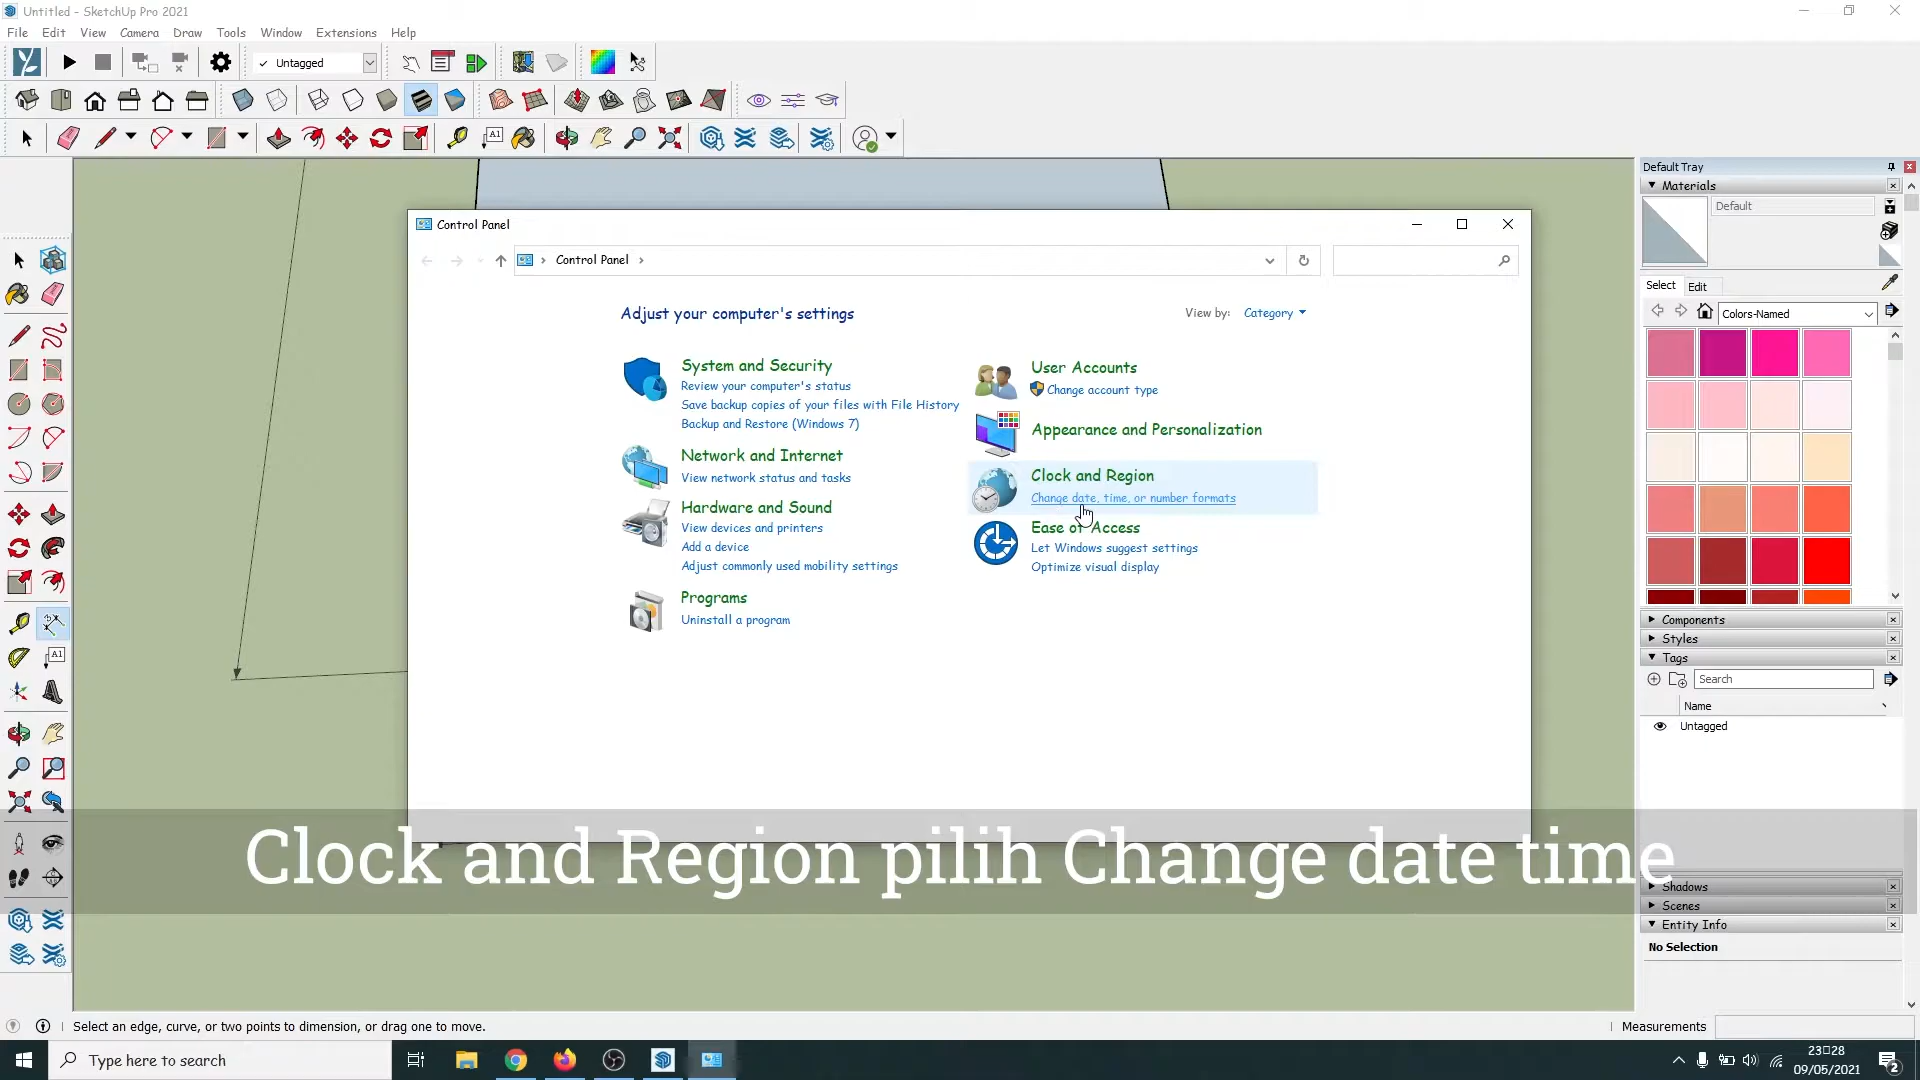 Untitled - SketchUp Pro 2021
File Edit View Camera Draw Tools Window Extensions Help
✓ Untagged
A1
Default Tray
Materials
Default
Select Edit
Colors-Named
Control Panel
Control Panel
Adjust your computer's settings
View by: Category
System and Security
Review your computer's status
Save backup copies of your files with File History
Backup and Restore (Windows 7)
Network and Internet
View network status and tasks
Hardware and Sound
View devices and printers
Add a device
Adjust commonly used mobility settings
Programs
Uninstall a program
User Accounts
Change account type
Appearance and Personalization
Clock and Region
Change date, time, or number formats
Ease of Access
Let Windows suggest settings
Optimize visual display
A1
Components
Styles
Tags
Search
Name
Untagged
Clock and Region pilih Change date time
Shadows
Scenes
Entity Info
No Selection
Select an edge, curve, or two points to dimension, or drag one to move.
Measurements
Type here to search
23□28
09/05/2021
2